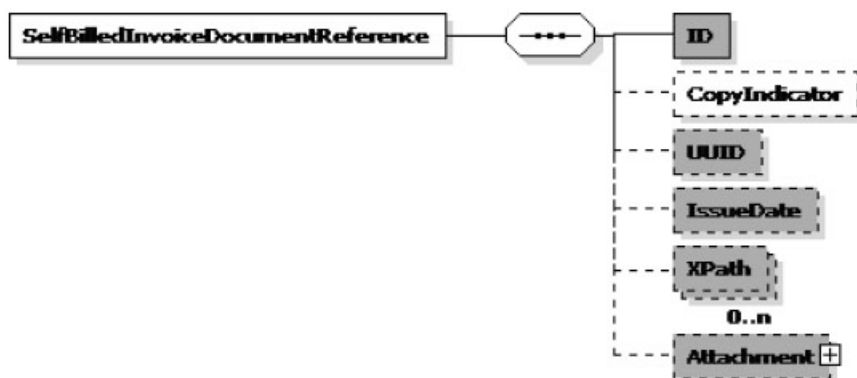 SelfBilledInvoiceDocumentReference
ID
CopyIndicator
UUID
IssueDate
XPath
0..n
Attachment